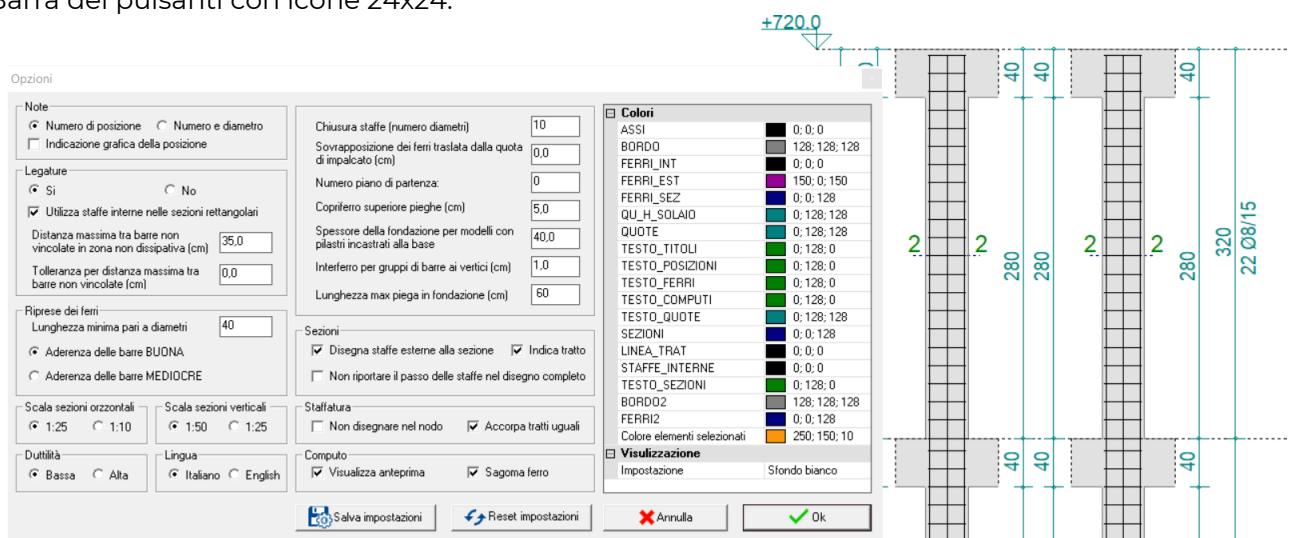 Barra dei pulsanti con icone 24x24.
Opzioni
Note
Numero di posizione
Numero e diametro
Indicazione grafica della posizione
Legature
Si
No
Utilizza staffe interne nelle sezioni rettangolari
Distanza massima tra barre non
vincolate in zona non dissipativa (cm)
35,0
Tolleranza per distanza massima tra
barre non vincolate (cm)
0,0
Riprese dei ferri
Lunghezza minima pari a diametri
40
Aderenza delle barre BUONA
Aderenza delle barre MEDIOCRE
Scala sezioni orzzontali
1:25
1:10
Scala sezioni verticali
1:50
1:25
Duttilità
Bassa
Alta
Lingua
Italiano
English
Chiusura staffe (numero diametri)
10
Sovrapposizione dei ferri traslata dalla quota
di impalcato (cm)
0,0
Numero piano di partenza:
0
Copriferro superiore pieghe (cm)
5,0
Spessore della fondazione per modelli con
pilastri incastrati alla base
40,0
Interferro per gruppi di barre ai vertici (cm)
1,0
Lunghezza max piega in fondazione (cm)
60
Sezioni
Disegna staffe esterne alla sezione
Indica tratto
Non riportare il passo delle staffe nel disegno completo
Staffatura
Non disegnare nel nodo
Accorpa tratti uguali
Computo
Visualizza anteprima
Sagoma ferro
Salva impostazioni
Reset impostazioni
Colori
ASSI 0; 0; 0
BORDO 128; 128; 128
FERRI_INT 0; 0; 0
FERRI_EST 150; 0; 150
FERRI_SEZ 0; 0; 128
QU_H_SOLAIO 0; 128; 128
QUOTE 0; 128; 128
TESTO_TITOLI 0; 128; 0
TESTO_POSIZIONI 0; 128; 0
TESTO_FERRI 0; 128; 0
TESTO_COMPUTI 0; 128; 0
TESTO_QUOTE 0; 128; 128
SEZIONI 0; 0; 128
LINEA_TRAT 0; 0; 0
STAFFE_INTERNE 0; 0; 0
TESTO_SEZIONI 0; 128; 0
BORDO2 128; 128; 128
FERRI2 0; 0; 128
Colore elementi selezionati 250; 150; 10
Visulizzazione
Impostazione Sfondo bianco
Annulla
Ok
+720.0
40
40
40
2
2
2
2
280
280
280
320
22 Ø8/15
40
40
40